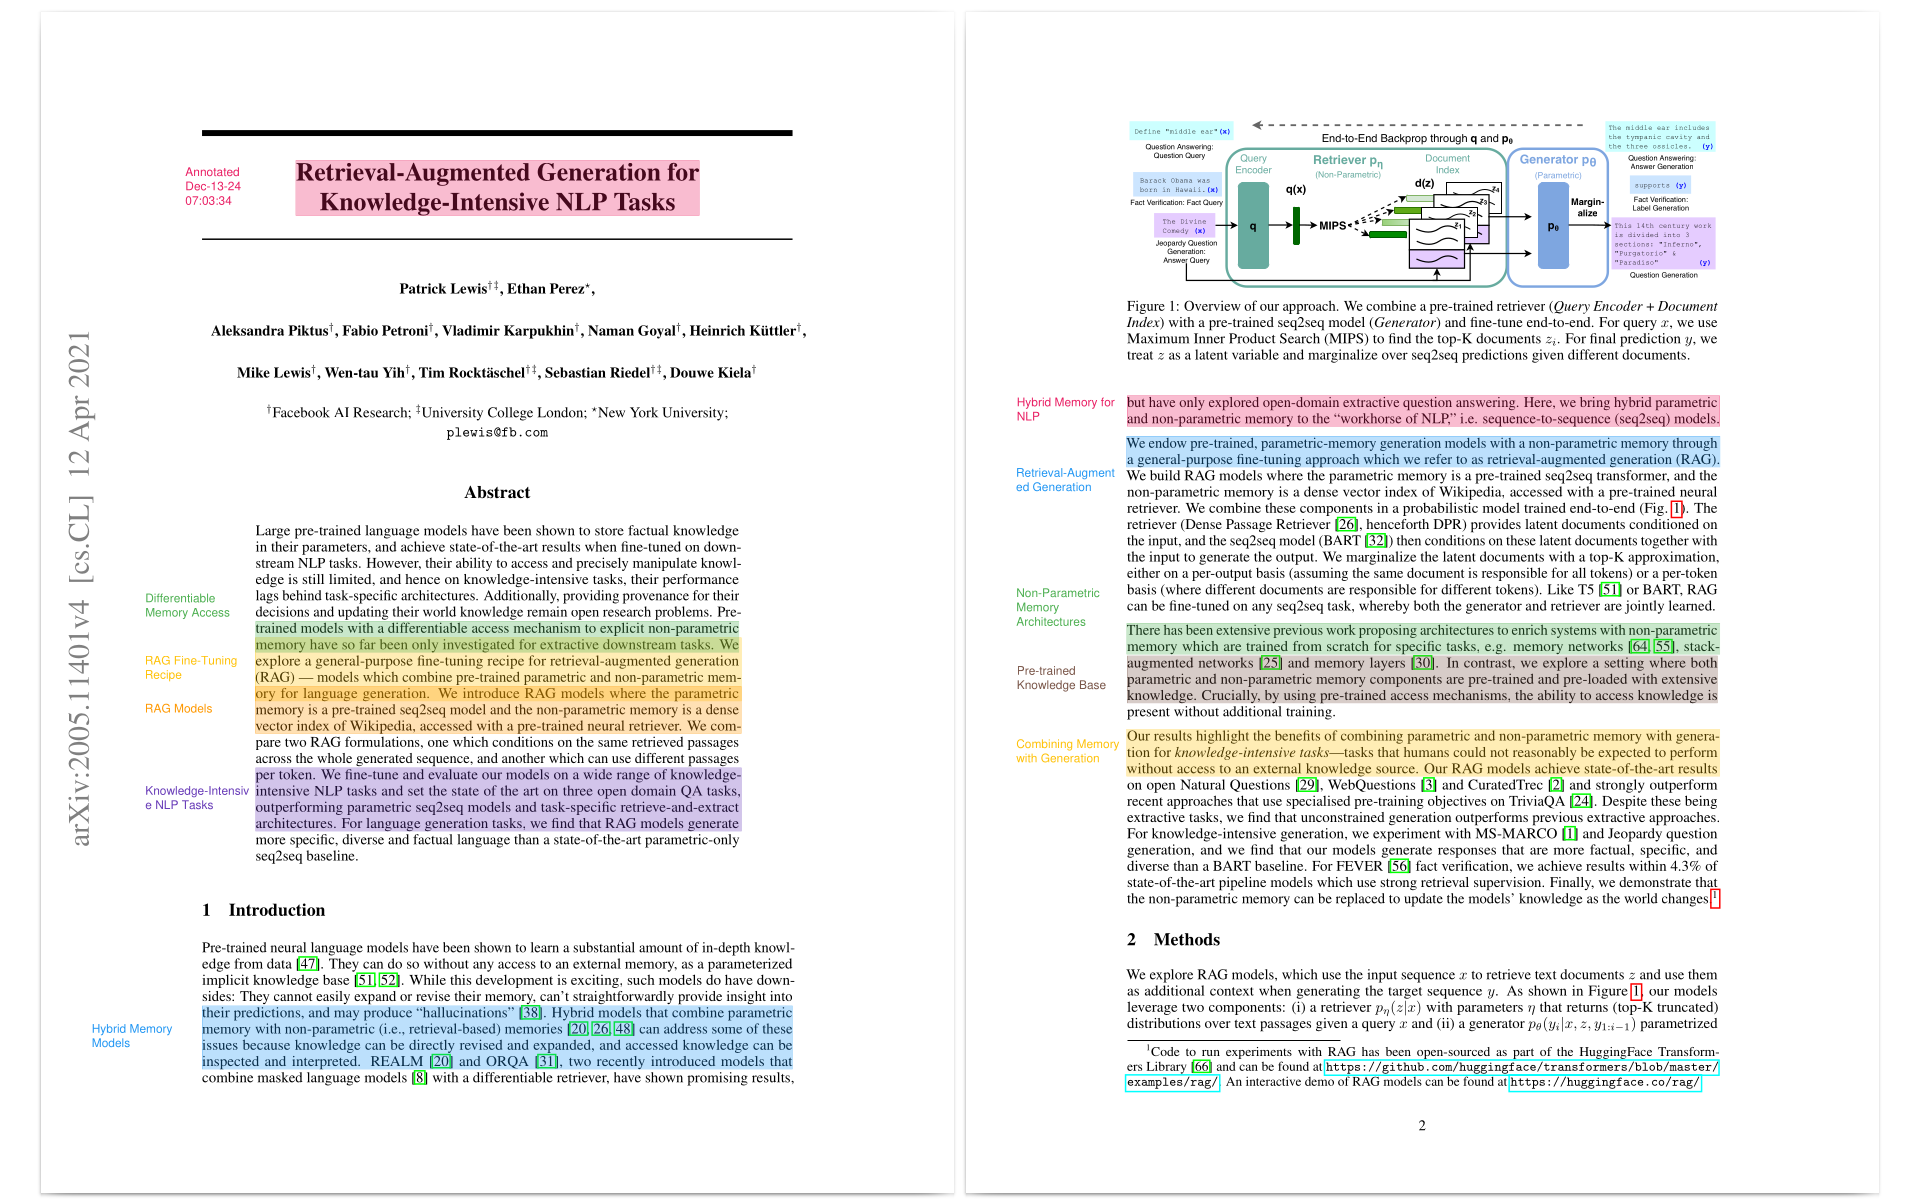 arXiv:2005.11401v4 [cs.CL] 12 Apr 2021
Annotated
Dec-13-24
07:03:34
Retrieval-Augmented Generation for
Knowledge-Intensive NLP Tasks
Patrick Lewis†‡, Ethan Perez⋆,
Aleksandra Piktus†, Fabio Petroni†, Vladimir Karpukhin†, Naman Goyal†, Heinrich Küttler†,
Mike Lewis†, Wen-tau Yih†, Tim Rocktäschel†‡, Sebastian Riedel†‡, Douwe Kiela†
†Facebook AI Research; ‡University College London; ⋆New York University;
plewis@fb.com
Abstract
Large pre-trained language models have been shown to store factual knowledge
in their parameters, and achieve state-of-the-art results when fine-tuned on down-
stream NLP tasks. However, their ability to access and precisely manipulate knowl-
edge is still limited, and hence on knowledge-intensive tasks, their performance
lags behind task-specific architectures. Additionally, providing provenance for their
decisions and updating their world knowledge remain open research problems. Pre-
trained models with a differentiable access mechanism to explicit non-parametric
memory have so far been only investigated for extractive downstream tasks. We
explore a general-purpose fine-tuning recipe for retrieval-augmented generation
(RAG) — models which combine pre-trained parametric and non-parametric mem-
ory for language generation. We introduce RAG models where the parametric
memory is a pre-trained seq2seq model and the non-parametric memory is a dense
vector index of Wikipedia, accessed with a pre-trained neural retriever. We com-
pare two RAG formulations, one which conditions on the same retrieved passages
across the whole generated sequence, and another which can use different passages
per token. We fine-tune and evaluate our models on a wide range of knowledge-
intensive NLP tasks and set the state of the art on three open domain QA tasks,
outperforming parametric seq2seq models and task-specific retrieve-and-extract
architectures. For language generation tasks, we find that RAG models generate
more specific, diverse and factual language than a state-of-the-art parametric-only
seq2seq baseline.
Differentiable
Memory Access
RAG Fine-Tuning
Recipe
RAG Models
Knowledge-Intensiv
e NLP Tasks
1 Introduction
Pre-trained neural language models have been shown to learn a substantial amount of in-depth knowl-
edge from data [47]. They can do so without any access to an external memory, as a parameterized
implicit knowledge base [51, 52]. While this development is exciting, such models do have down-
sides: They cannot easily expand or revise their memory, can't straightforwardly provide insight into
their predictions, and may produce “hallucinations” [38]. Hybrid models that combine parametric
memory with non-parametric (i.e., retrieval-based) memories [20, 26, 48] can address some of these
issues because knowledge can be directly revised and expanded, and accessed knowledge can be
inspected and interpreted. REALM [20] and ORQA [31], two recently introduced models that
combine masked language models [8] with a differentiable retriever, have shown promising results,
Hybrid Memory
Models
Define "middle ear"(x)
Question Answering:
Question Query
Barack Obama was
born in Hawaii.(x)
Fact Verification: Fact Query
The Divine
Comedy (x)
Jeopardy Question
Generation:
Answer Query
End-to-End Backprop through q and pθ
Query
Encoder
q
q(x)
Retriever pη
(Non-Parametric)
MIPS
Document
Index
d(z)
z4
z3
z2
z1
Generator pθ
(Parametric)
pθ
Margin-
alize
The middle ear includes
the tympanic cavity and
the three ossicles. (y)
Question Answering:
Answer Generation
supports (y)
Fact Verification:
Label Generation
This 14th century work
is divided into 3
sections: "Inferno",
"Purgatorio" &
"Paradiso" (y)
Question Generation
Figure 1: Overview of our approach. We combine a pre-trained retriever (Query Encoder + Document
Index) with a pre-trained seq2seq model (Generator) and fine-tune end-to-end. For query x, we use
Maximum Inner Product Search (MIPS) to find the top-K documents zi. For final prediction y, we
treat z as a latent variable and marginalize over seq2seq predictions given different documents.
Hybrid Memory for
NLP
but have only explored open-domain extractive question answering. Here, we bring hybrid parametric
and non-parametric memory to the “workhorse of NLP,” i.e. sequence-to-sequence (seq2seq) models.
Retrieval-Augment
ed Generation
We endow pre-trained, parametric-memory generation models with a non-parametric memory through
a general-purpose fine-tuning approach which we refer to as retrieval-augmented generation (RAG).
We build RAG models where the parametric memory is a pre-trained seq2seq transformer, and the
non-parametric memory is a dense vector index of Wikipedia, accessed with a pre-trained neural
retriever. We combine these components in a probabilistic model trained end-to-end (Fig. 1). The
retriever (Dense Passage Retriever [26], henceforth DPR) provides latent documents conditioned on
the input, and the seq2seq model (BART [32]) then conditions on these latent documents together with
the input to generate the output. We marginalize the latent documents with a top-K approximation,
either on a per-output basis (assuming the same document is responsible for all tokens) or a per-token
basis (where different documents are responsible for different tokens). Like T5 [51] or BART, RAG
can be fine-tuned on any seq2seq task, whereby both the generator and retriever are jointly learned.
Non-Parametric
Memory
Architectures
Pre-trained
Knowledge Base
There has been extensive previous work proposing architectures to enrich systems with non-parametric
memory which are trained from scratch for specific tasks, e.g. memory networks [64, 55], stack-
augmented networks [25] and memory layers [30]. In contrast, we explore a setting where both
parametric and non-parametric memory components are pre-trained and pre-loaded with extensive
knowledge. Crucially, by using pre-trained access mechanisms, the ability to access knowledge is
present without additional training.
Combining Memory
with Generation
Our results highlight the benefits of combining parametric and non-parametric memory with genera-
tion for knowledge-intensive tasks—tasks that humans could not reasonably be expected to perform
without access to an external knowledge source. Our RAG models achieve state-of-the-art results
on open Natural Questions [29], WebQuestions [3] and CuratedTrec [2] and strongly outperform
recent approaches that use specialised pre-training objectives on TriviaQA [24]. Despite these being
extractive tasks, we find that unconstrained generation outperforms previous extractive approaches.
For knowledge-intensive generation, we experiment with MS-MARCO [1] and Jeopardy question
generation, and we find that our models generate responses that are more factual, specific, and
diverse than a BART baseline. For FEVER [56] fact verification, we achieve results within 4.3% of
state-of-the-art pipeline models which use strong retrieval supervision. Finally, we demonstrate that
the non-parametric memory can be replaced to update the models' knowledge as the world changes.1
2 Methods
We explore RAG models, which use the input sequence x to retrieve text documents z and use them
as additional context when generating the target sequence y. As shown in Figure 1, our models
leverage two components: (i) a retriever pη(z|x) with parameters η that returns (top-K truncated)
distributions over text passages given a query x and (ii) a generator pθ(yi|x, z, y1:i−1) parametrized
1Code to run experiments with RAG has been open-sourced as part of the HuggingFace Transform-
ers Library [66] and can be found at https://github.com/huggingface/transformers/blob/master/
examples/rag/. An interactive demo of RAG models can be found at https://huggingface.co/rag/
2